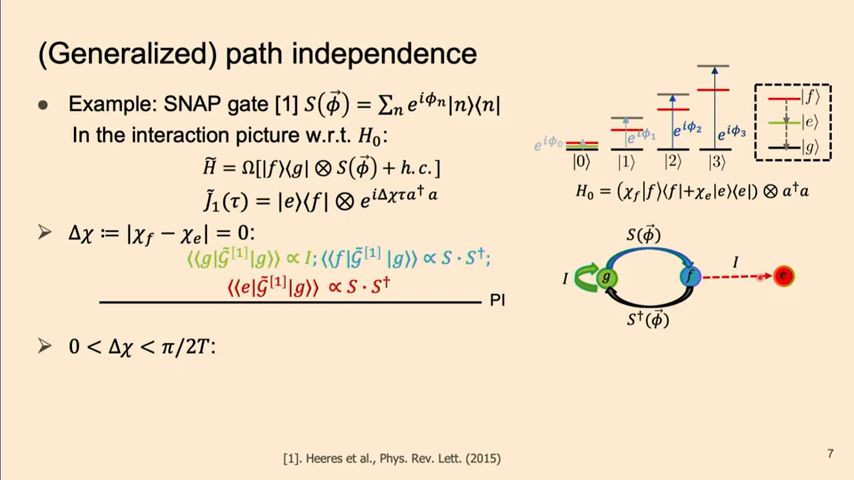 (Generalized) path independence
● Example: SNAP gate [1] S(ϕ⃗) = ∑ₙ e^{iϕₙ}|n⟩⟨n|
In the interaction picture w.r.t. H₀:
H̃ = Ω[|f⟩⟨g| ⊗ S(ϕ⃗) + h.c.]
J̃₁(τ) = |e⟩⟨f| ⊗ e^{iΔχτa†a}
➢ Δχ ≔ |χ_f − χ_e| = 0:
⟨⟨g|𝒢̃^{[1]}|g⟩⟩ ∝ I; ⟨⟨f|𝒢̃^{[1]}|g⟩⟩ ∝ S · S†;
⟨⟨e|𝒢̃^{[1]}|g⟩⟩ ∝ S · S†
PI
➢ 0 < Δχ < π/2T:
e^{iϕ₀} e^{iϕ₁} e^{iϕ₂} e^{iϕ₃}
|0⟩ |1⟩ |2⟩ |3⟩
|f⟩
|e⟩
|g⟩
H₀ = (χ_f|f⟩⟨f|+χ_e|e⟩⟨e|) ⊗ a†a
S(ϕ⃗)
I
I g f e
S†(ϕ⃗)
[1]. Heeres et al., Phys. Rev. Lett. (2015)
7